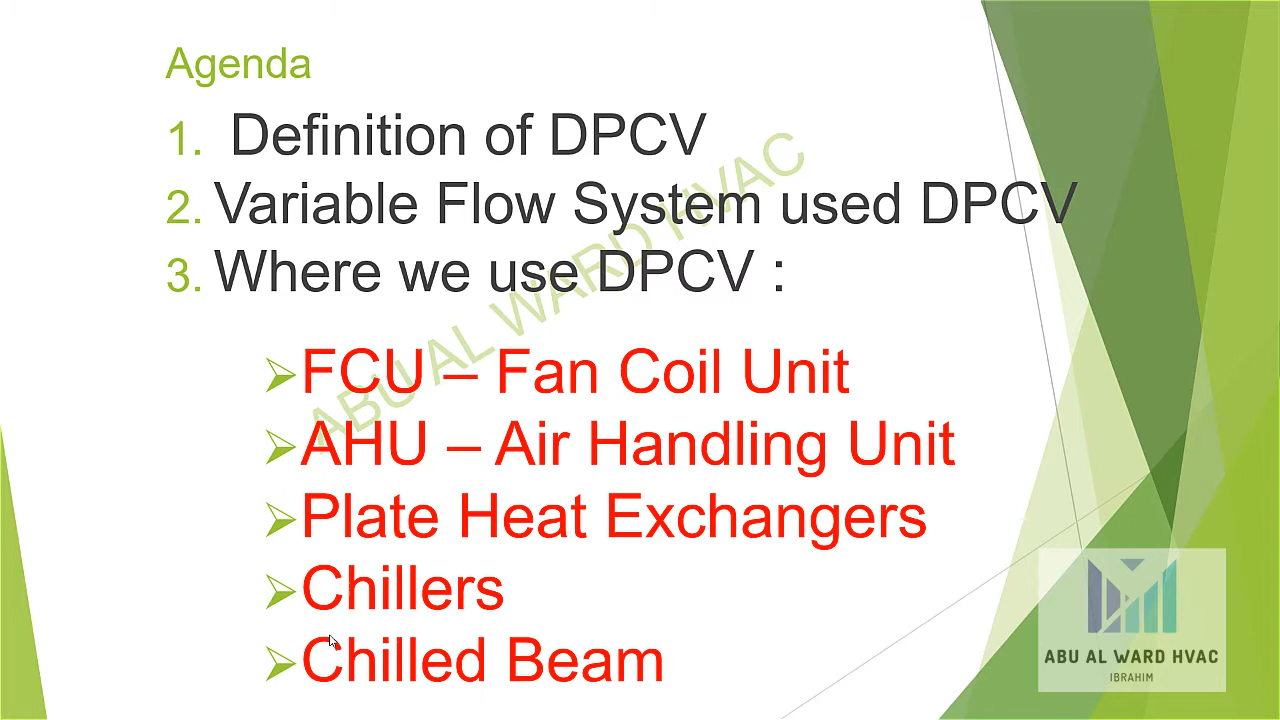 Agenda
1. Definition of DPCV
2. Variable Flow System used DPCV
3. Where we use DPCV :
➢FCU – Fan Coil Unit
➢AHU – Air Handling Unit
➢Plate Heat Exchangers
➢Chillers
➢Chilled Beam
ABU AL WARD HVAC
ABU AL WARD HVAC
IBRAHIM